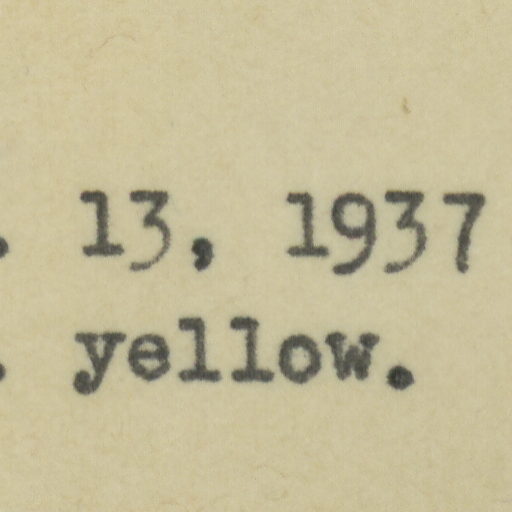 . 13, 1937
. yellow.